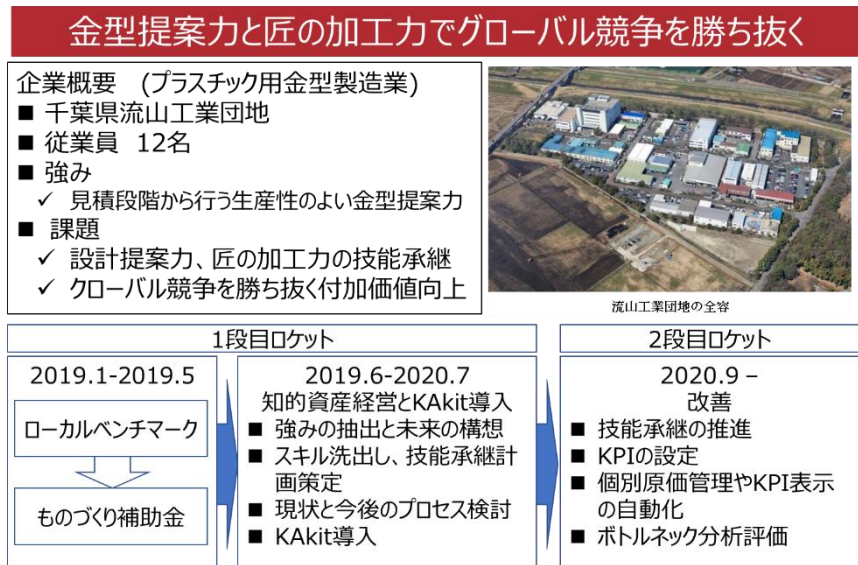 金型提案力と匠の加工力でグローバル競争を勝ち抜く
企業概要 (プラスチック用金型製造業)
■ 千葉県流山工業団地
■ 従業員 12名
■ 強み
✓ 見積段階から行う生産性のよい金型提案力
■ 課題
✓ 設計提案力、匠の加工力の技能承継
✓ クローバル競争を勝ち抜く付加価値向上
流山工業団地の全容
1段目ロケット
2019.1-2019.5
ローカルベンチマーク
ものづくり補助金
2019.6-2020.7
知的資産経営とKAkit導入
■ 強みの抽出と未来の構想
■ スキル洗出し、技能承継計
画策定
■ 現状と今後のプロセス検討
■ KAkit導入
2段目ロケット
2020.9 –
改善
■ 技能承継の推進
■ KPIの設定
■ 個別原価管理やKPI表示
の自動化
■ ボトルネック分析評価